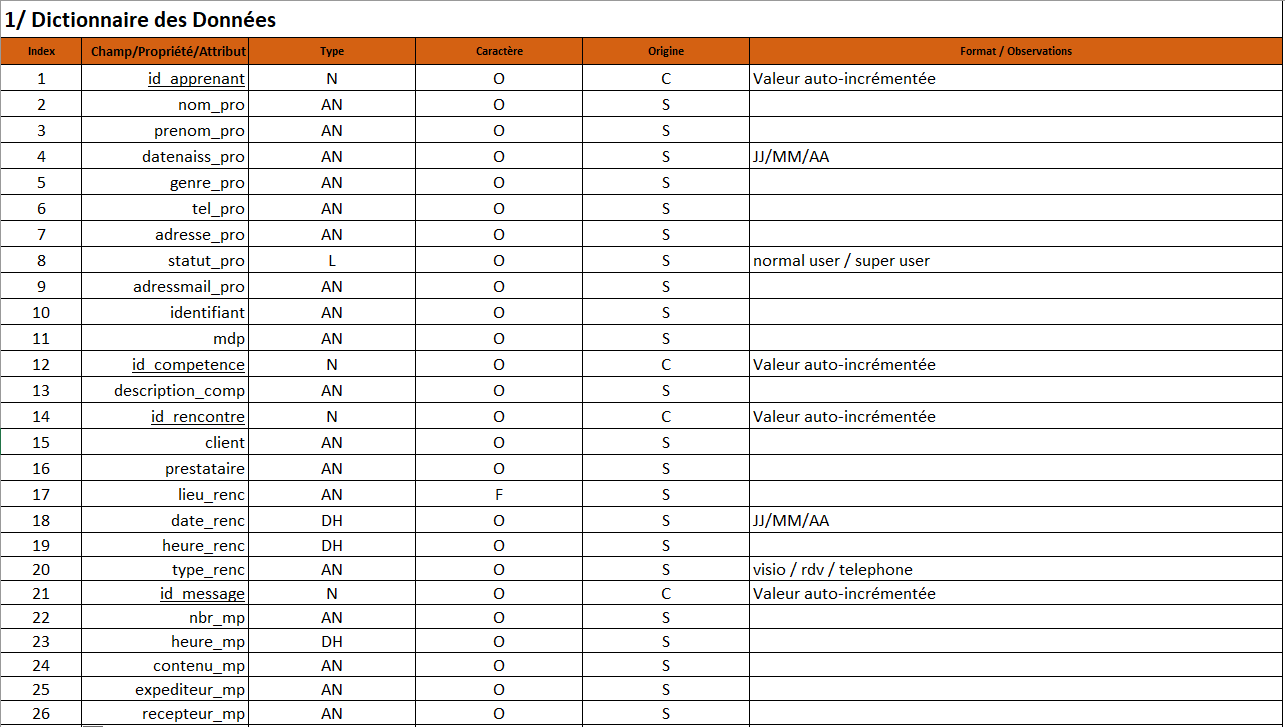 1/ Dictionnaire des Données
Index Champ/Propriété/Attribut Type Caractère Origine Format / Observations
1 id_apprenant N O C Valeur auto-incrémentée
2 nom_pro AN O S
3 prenom_pro AN O S
4 datenaiss_pro AN O S JJ/MM/AA
5 genre_pro AN O S
6 tel_pro AN O S
7 adresse_pro AN O S
8 statut_pro L O S normal user / super user
9 adressmail_pro AN O S
10 identifiant AN O S
11 mdp AN O S
12 id_competence N O C Valeur auto-incrémentée
13 description_comp AN O S
14 id_rencontre N O C Valeur auto-incrémentée
15 client AN O S
16 prestataire AN O S
17 lieu_renc AN F S
18 date_renc DH O S JJ/MM/AA
19 heure_renc DH O S
20 type_renc AN O S visio / rdv / telephone
21 id_message N O C Valeur auto-incrémentée
22 nbr_mp AN O S
23 heure_mp DH O S
24 contenu_mp AN O S
25 expediteur_mp AN O S
26 recepteur_mp AN O S